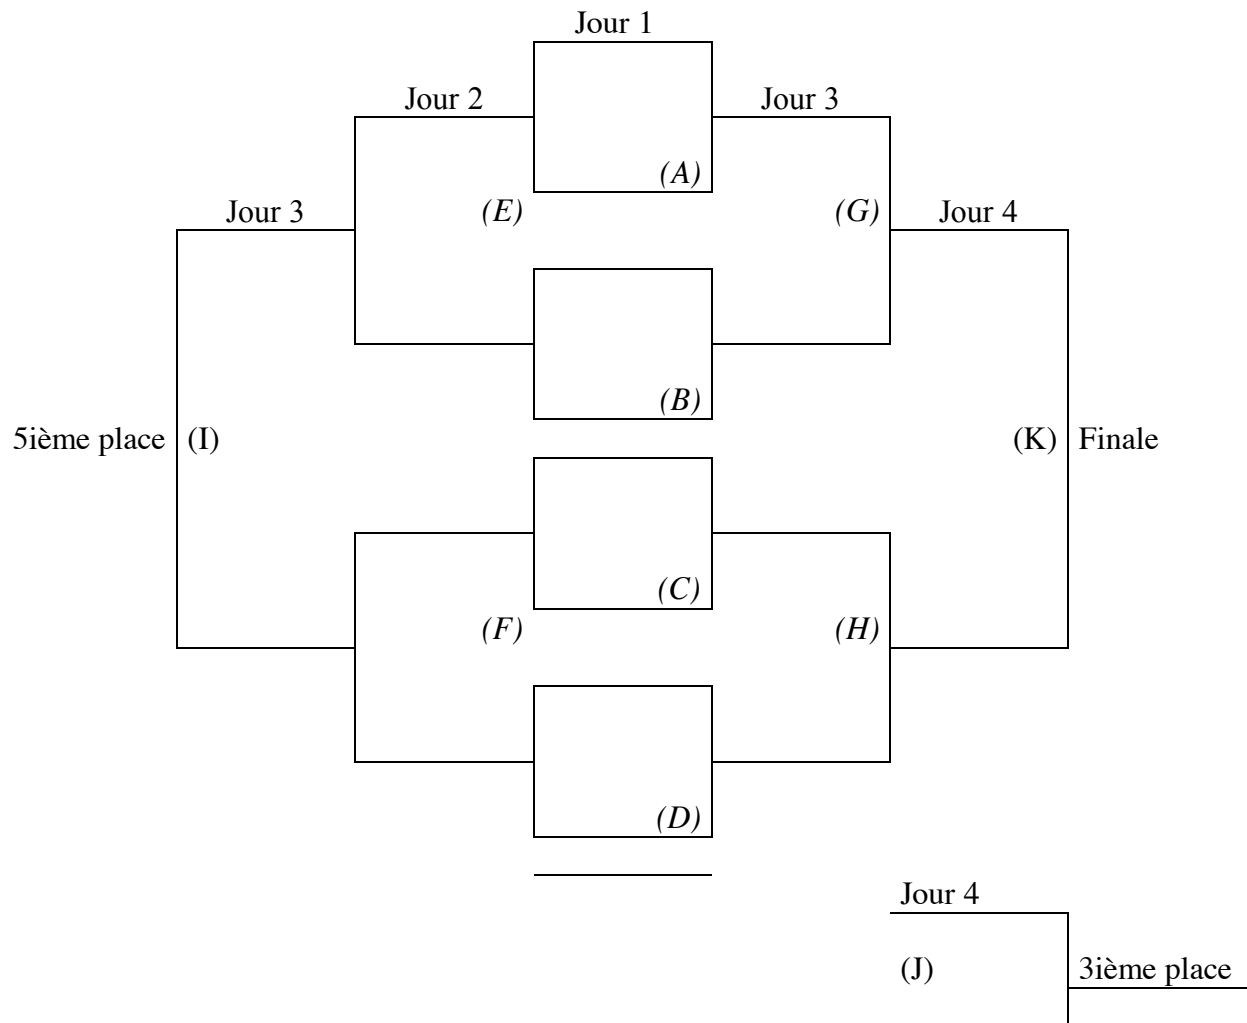 Jour 1
Jour 2
Jour 3
(A)
Jour 3
(E)
(G)
Jour 4
(B)
5ième place
(I)
(K)
Finale
(C)
(F)
(H)
(D)
Jour 4
(J)
3ième place